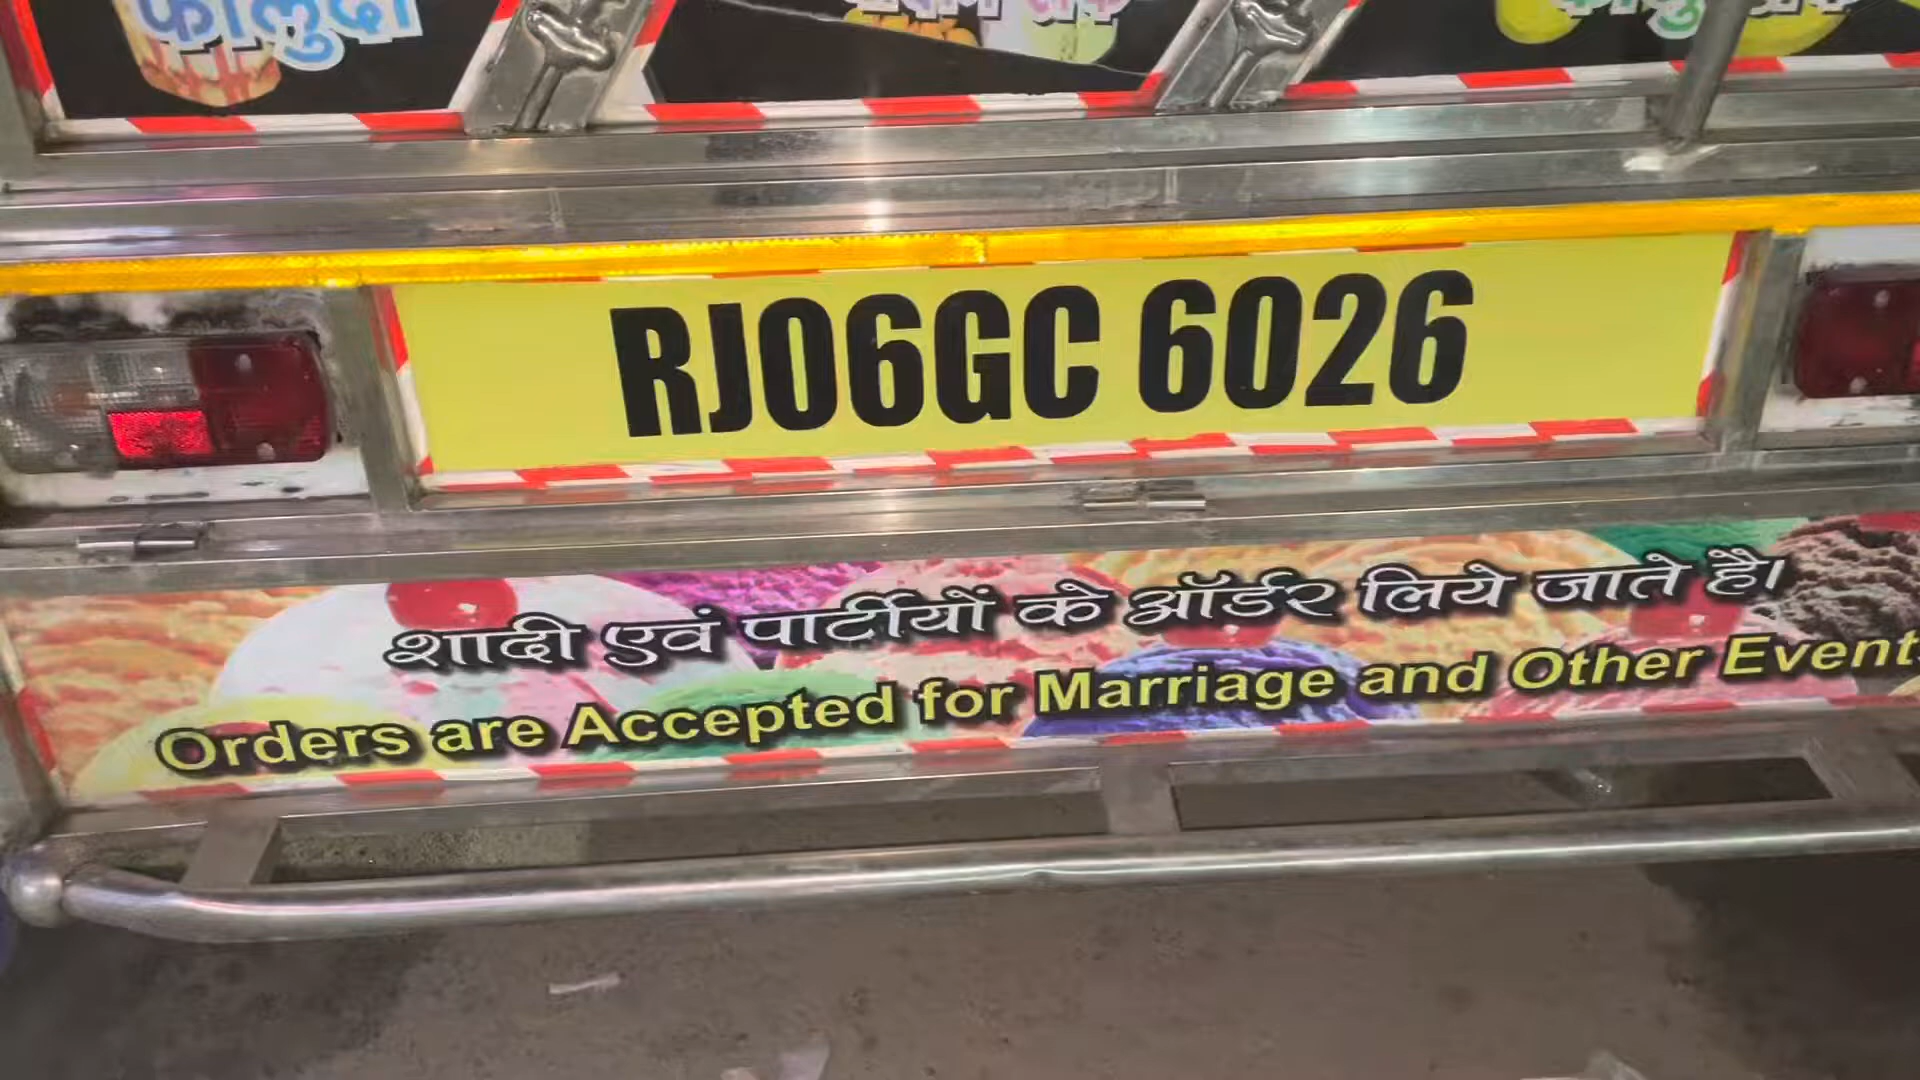 फालूदा
RJ06GC 6026
शादी एवं पार्टीयों के ऑर्डर लिये जाते है।
Orders are Accepted for Marriage and Other Event